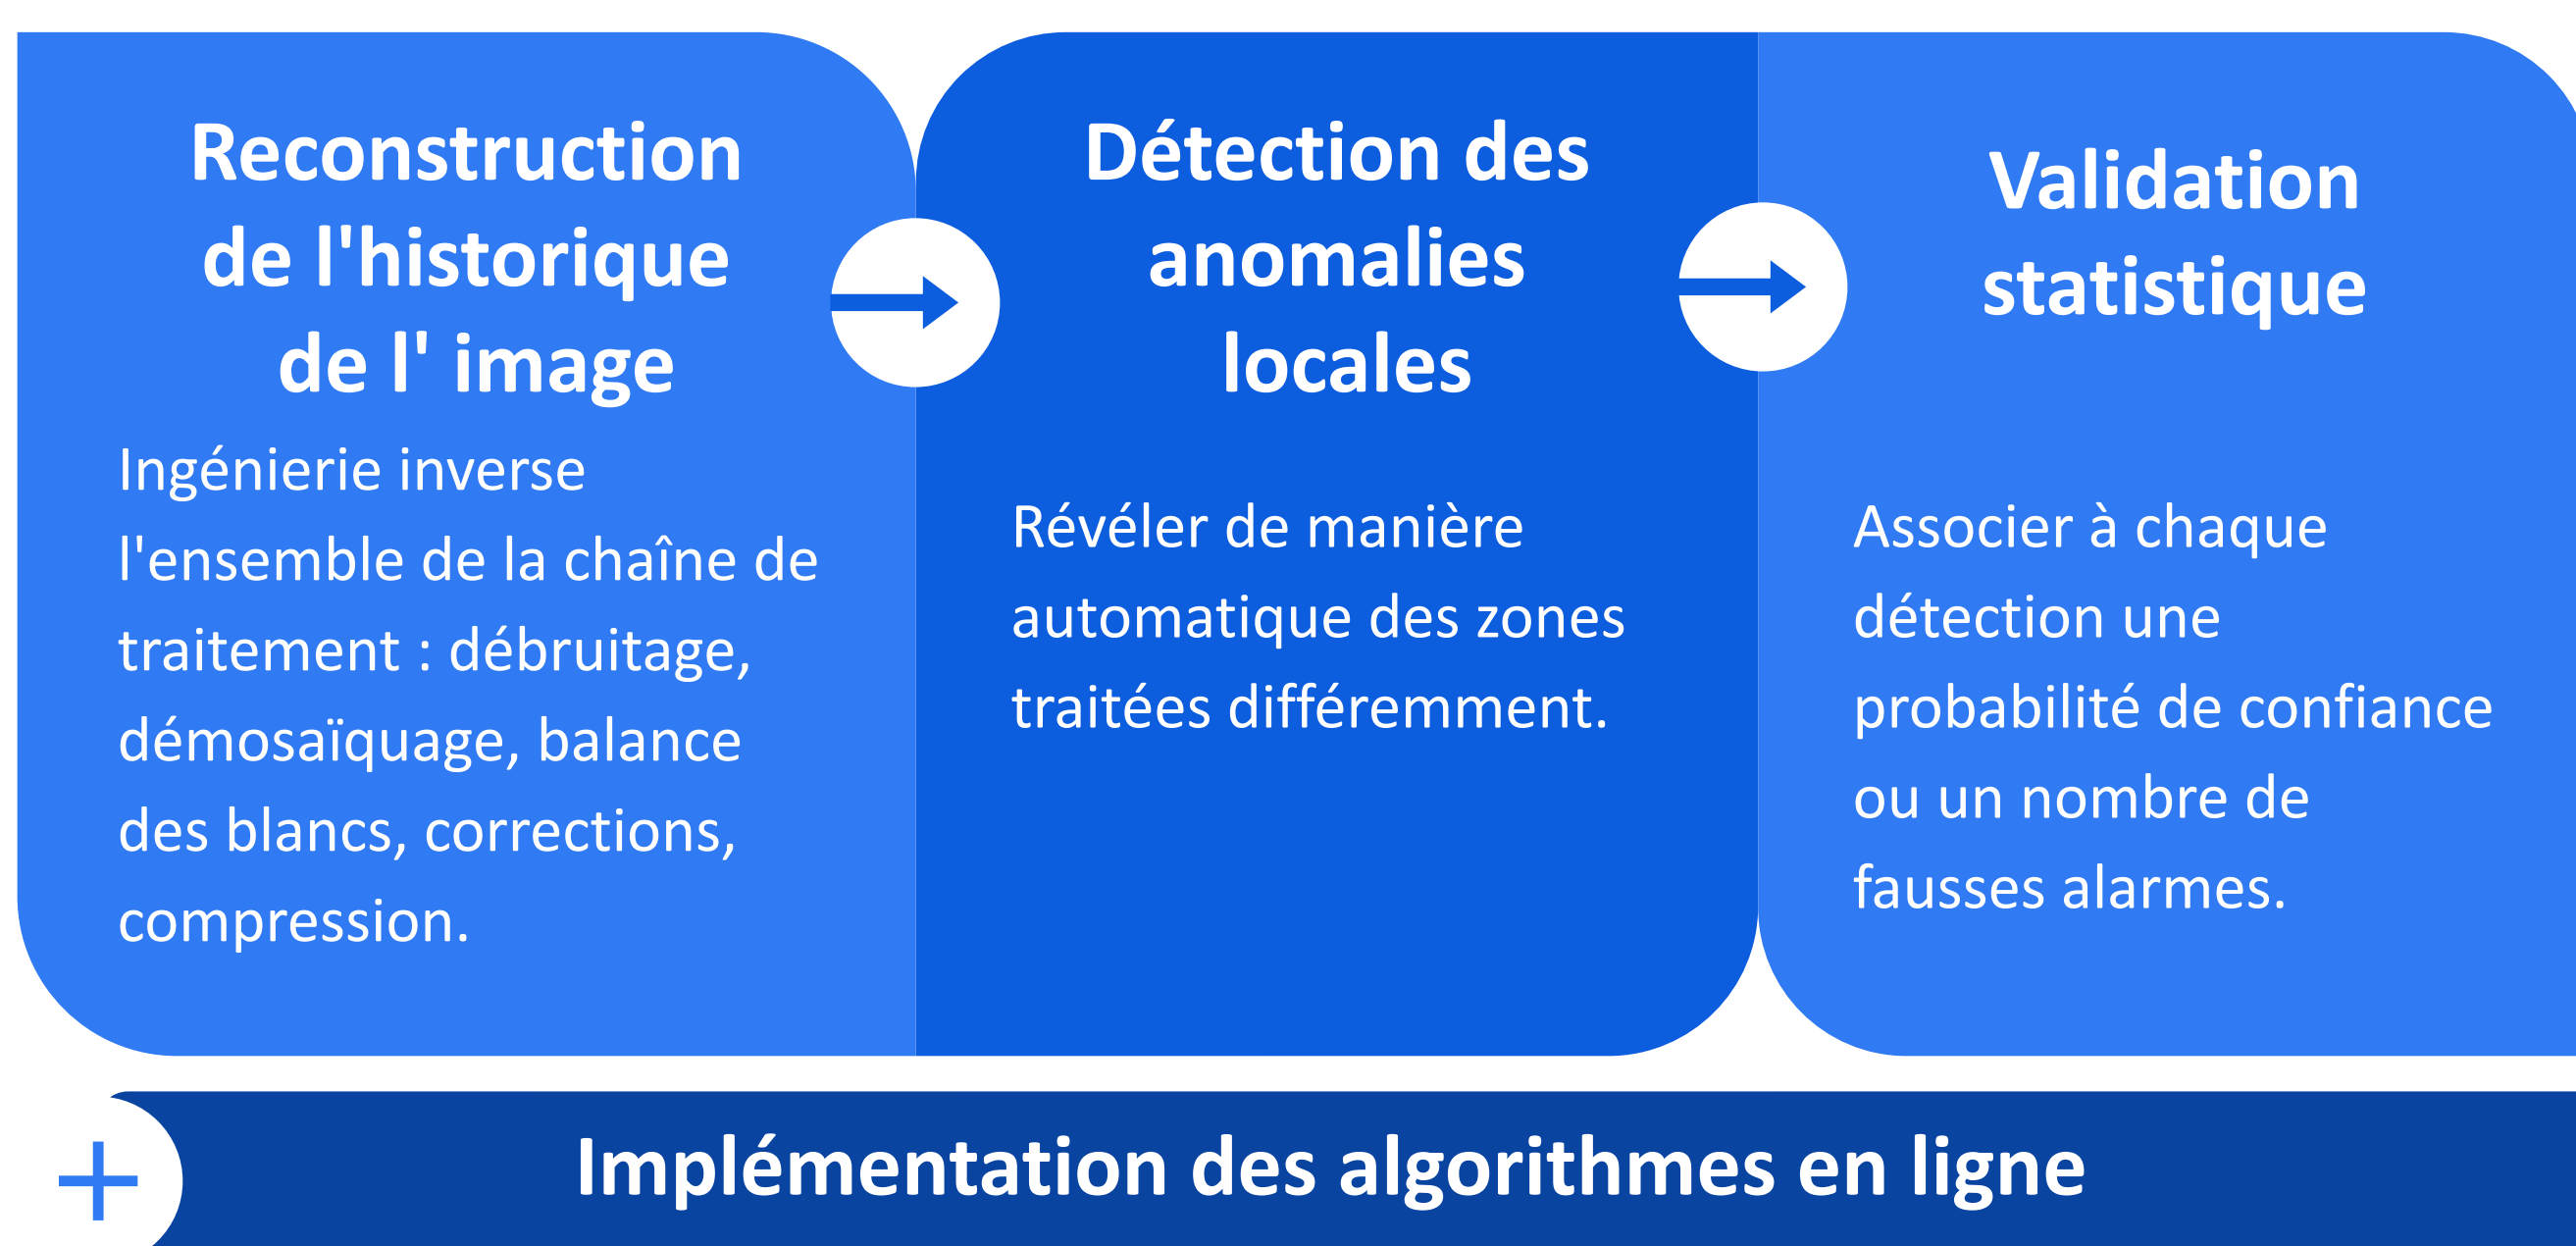 Reconstruction
de l'historique
de l' image
Ingénierie inverse
l'ensemble de la chaîne de
traitement : débruitage,
démosaïquage, balance
des blancs, corrections,
compression.
Détection des
anomalies
locales
Révéler de manière
automatique des zones
traitées différemment.
Validation
statistique
Associer à chaque
détection une
probabilité de confiance
ou un nombre de
fausses alarmes.
Implémentation des algorithmes en ligne